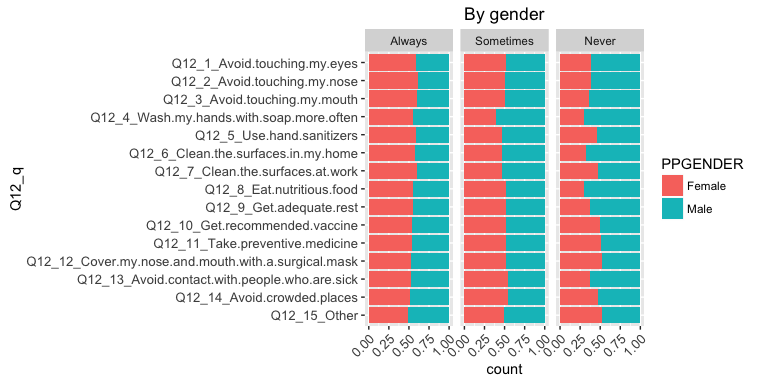 By gender
Always Sometimes Never
Q12_1_Avoid.touching.my.eyes
Q12_2_Avoid.touching.my.nose
Q12_3_Avoid.touching.my.mouth
Q12_4_Wash.my.hands.with.soap.more.often
Q12_5_Use.hand.sanitizers
Q12_6_Clean.the.surfaces.in.my.home
Q12_7_Clean.the.surfaces.at.work
Q12_8_Eat.nutritious.food
Q12_9_Get.adequate.rest
Q12_10_Get.recommended.vaccine
Q12_11_Take.preventive.medicine
Q12_12_Cover.my.nose.and.mouth.with.a.surgical.mask
Q12_13_Avoid.contact.with.people.who.are.sick
Q12_14_Avoid.crowded.places
Q12_15_Other
Q12_q
0.00 0.25 0.50 0.75 1.00 0.00 0.25 0.50 0.75 1.00 0.00 0.25 0.50 0.75 1.00
count
PPGENDER
Female
Male